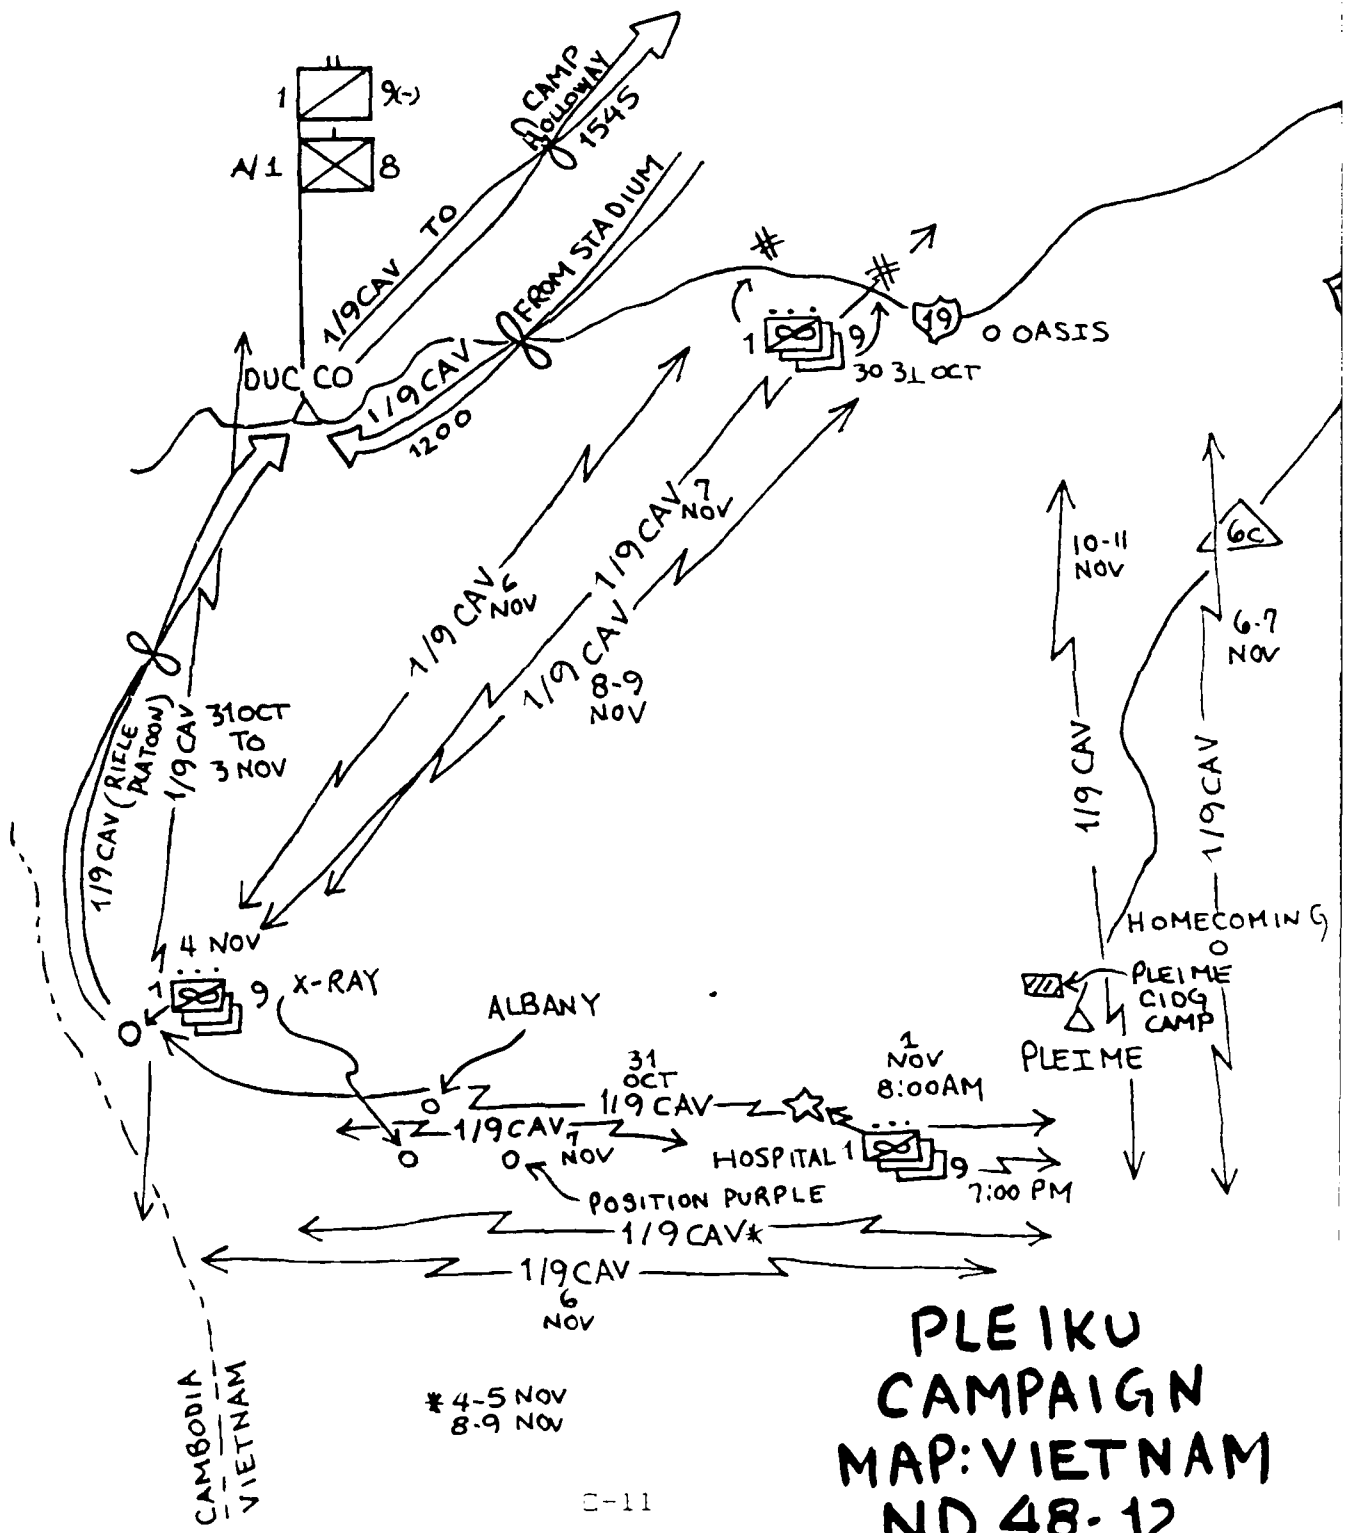 1 9(-)
A/1 8
CAMP
HOLLOWAY
1545
1/9 CAV TO
FROM STADIUM
1/9 CAV
1200
DUC CO
#
#
1 9
30 31 OCT
19
O OASIS
1/9 CAV 6
NOV
1/9 CAV 7
NOV
1/9 CAV
8-9
NOV
10-11
NOV
6C
6-7
NOV
1/9 CAV
1/9 CAV
1/9 CAV (RIFLE
PLATOON)
1/9 CAV
31 OCT
TO
3 NOV
4 NOV
1 9
X-RAY
ALBANY
HOMECOMING
PLEIME
CIDG
CAMP
PLEIME
31
OCT
1/9 CAV
1
NOV
8:00AM
1/9 CAV 7
NOV
HOSPITAL 1 9
7:00 PM
POSITION PURPLE
1/9 CAV*
1/9 CAV
6
NOV
* 4-5 NOV
8-9 NOV
CAMBODIA
VIETNAM
PLEIKU
CAMPAIGN
MAP: VIETNAM
ND 48-12
-11